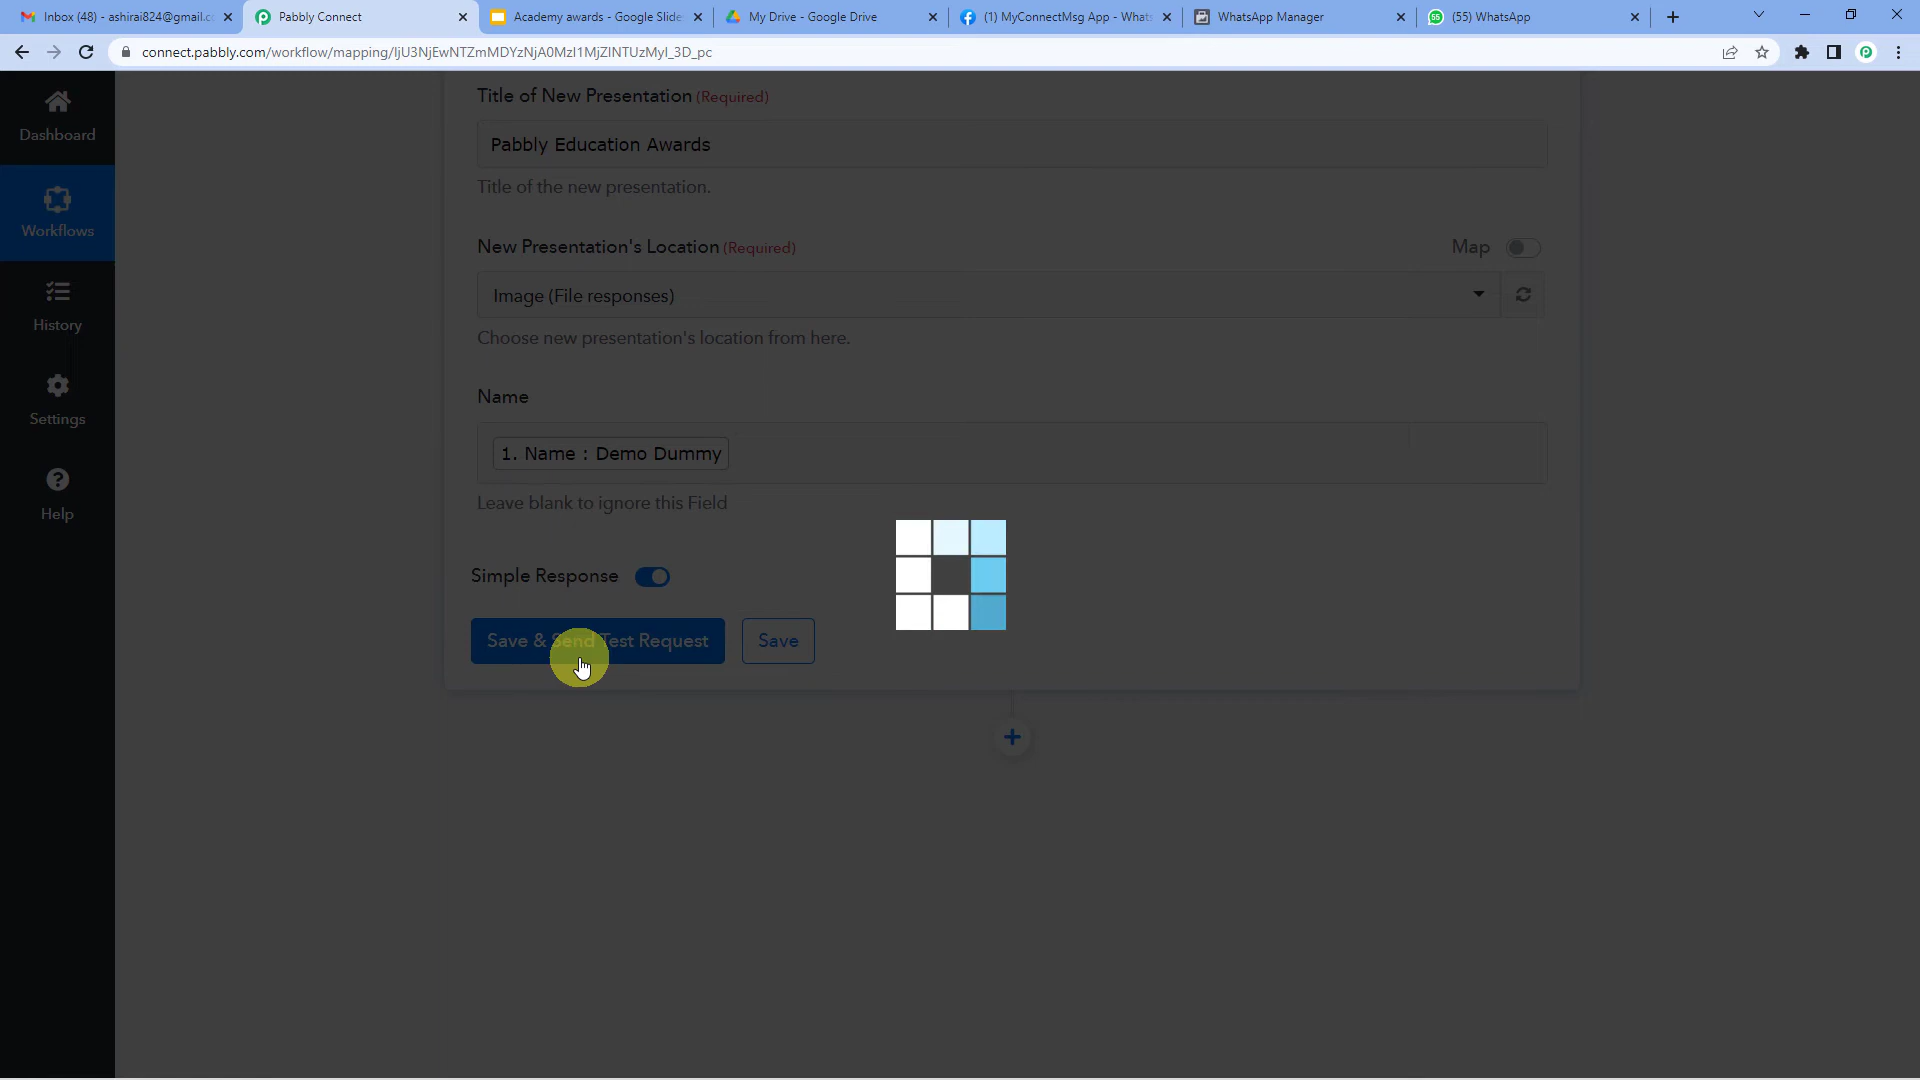 Inbox (48) - ashirai824@gmail.c
Pabbly Connect
Academy awards - Google Slide
My Drive - Google Drive
(1) MyConnectMsg App - Whats
WhatsApp Manager
(55) WhatsApp
connect.pabbly.com/workflow/mapping/IjU3NjEwNTZmMDYzNjA0MzI1MjZlNTUzMyI_3D_pc
Dashboard
Workflows
History
Settings
Help
Title of New Presentation (Required)
Pabbly Education Awards
Title of the new presentation.
New Presentation's Location (Required)
Map
Image (File responses)
Choose new presentation's location from here.
Name
1. Name : Demo Dummy
Leave blank to ignore this Field
Simple Response
Save & Send Test Request
Save